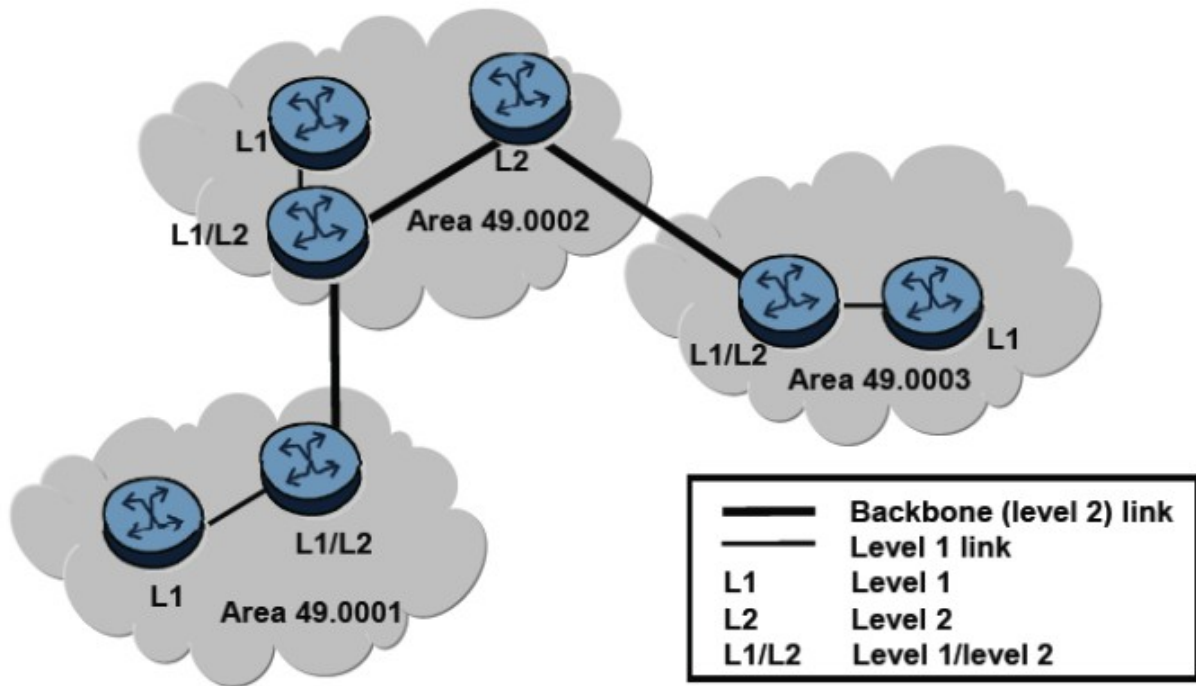 L1
L2
L1/L2
Area 49.0002
L1/L2
L1
Area 49.0003
L1/L2
L1
Area 49.0001
Backbone (level 2) link
Level 1 link
L1 Level 1
L2 Level 2
L1/L2 Level 1/level 2